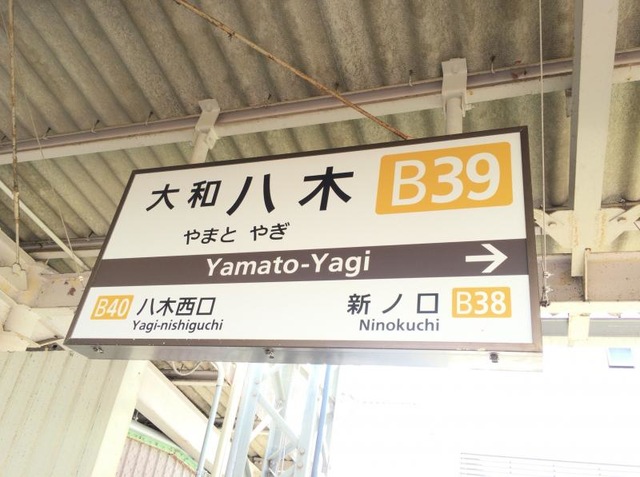 大和八木 B39
やまと やぎ
Yamato-Yagi →
B40 八木西口 新ノ口 B38
Yagi-nishiguchi Ninokuchi